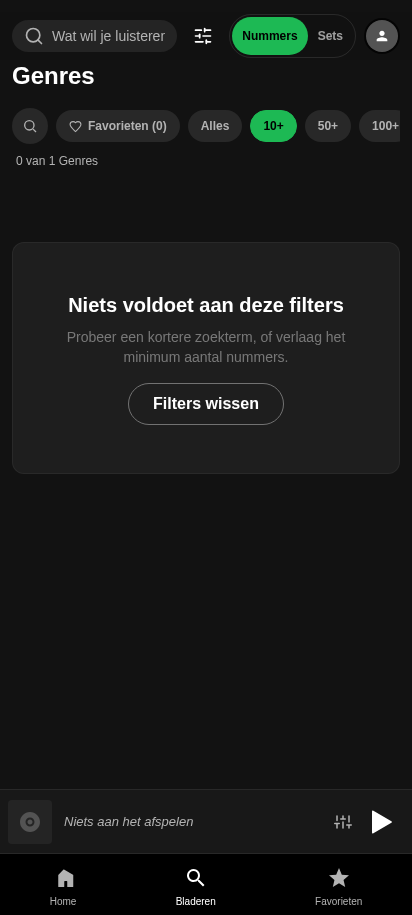 Wat wil je luisteren
Nummers
Sets
Genres
Favorieten (0)
Alles
10+
50+
100+
0 van 1 Genres
Niets voldoet aan deze filters
Probeer een kortere zoekterm, of verlaag het
minimum aantal nummers.
Filters wissen
Niets aan het afspelen
Home
Bladeren
Favorieten